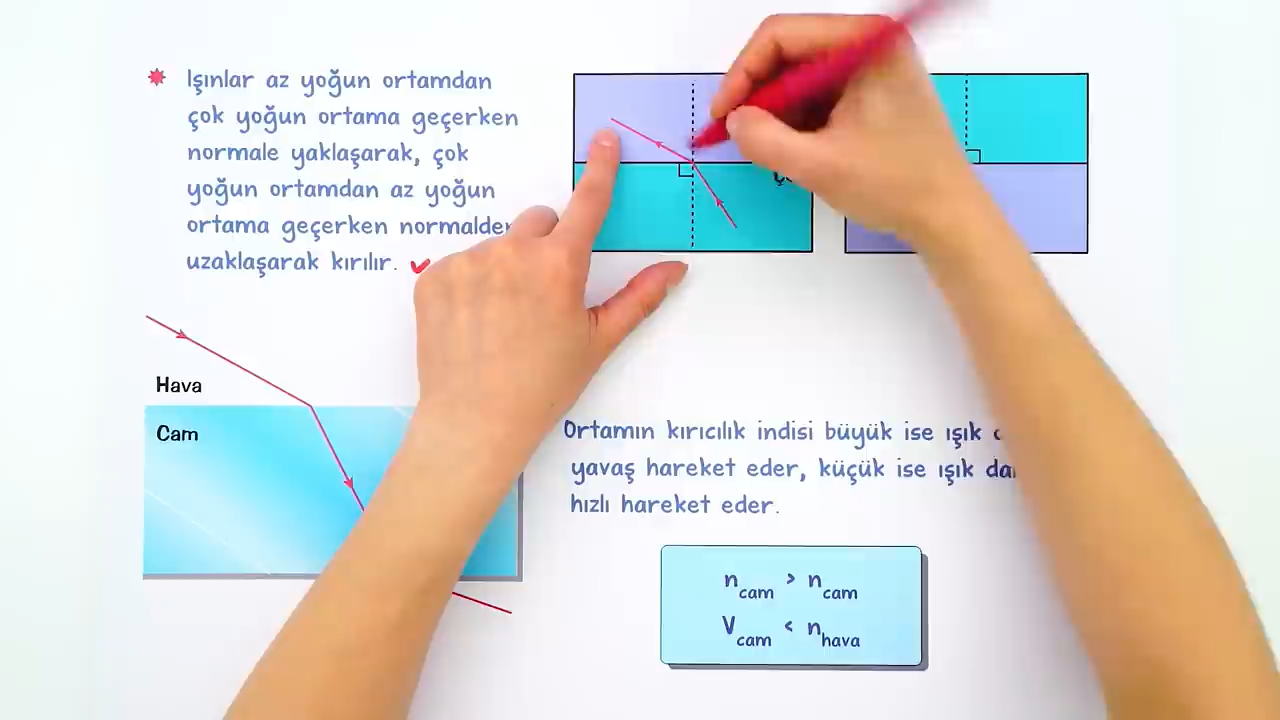 Işınlar az yoğun ortamdan
çok yoğun ortama geçerken
normale yaklaşarak, çok
yoğun ortamdan az yoğun
ortama geçerken
uzaklaşarak kırılır.
Hava
Cam
Ortamın kırıcılık indisi büyük ise ışık
yavaş hareket eder, küçük ise ışık
hızlı hareket eder.
n cam > n cam
V cam < n hava